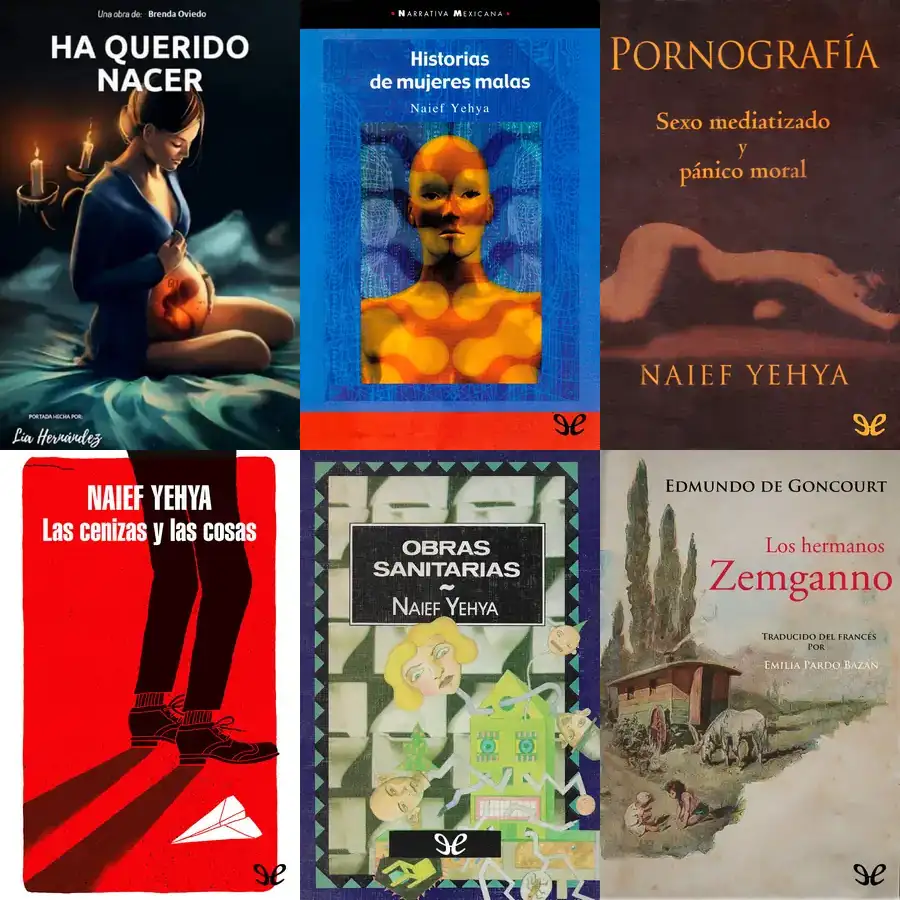 Una obra de: Brenda Oviedo
HA QUERIDO
NACER
PORTADA HECHA POR:
Lia Hernández
• NARRATIVA MEXICANA •
Historias
de mujeres malas
Naief Yehya
PORNOGRAFÍA
Sexo mediatizado
y
pánico moral
NAIEF YEHYA
NAIEF YEHYA
Las cenizas y las cosas
OBRAS
SANITARIAS
~
NAIEF YEHYA
EDMUNDO DE GONCOURT
Los hermanos
Zemganno
TRADUCIDO DEL FRANCÉS
POR
EMILIA PARDO BAZÁN